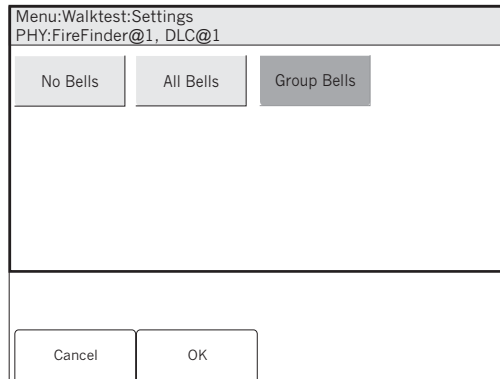 Menu:Walktest:Settings
PHY:FireFinder@1, DLC@1
No Bells All Bells Group Bells
Cancel OK